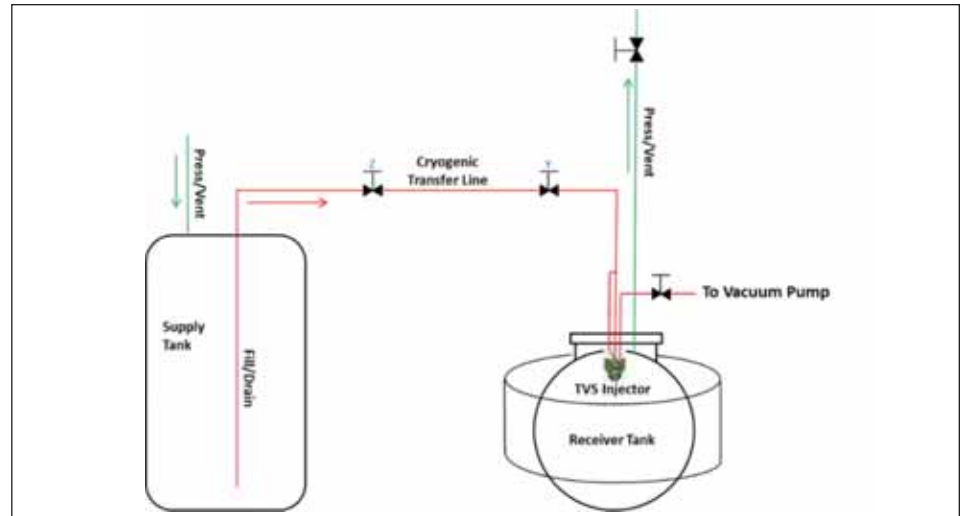 Press/Vent
Press/Vent
Cryogenic
Transfer Line
To Vacuum Pump
Supply
Tank
Fill/Drain
TVS Injector
Receiver Tank